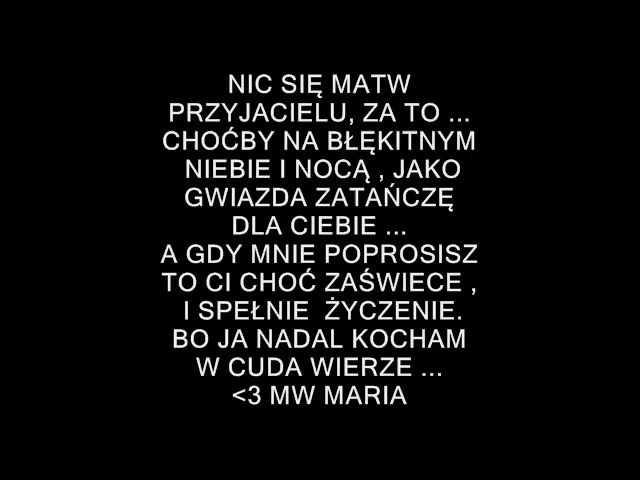 NIC SIĘ MATW
PRZYJACIELU, ZA TO ...
CHOĆBY NA BŁĘKITNYM
NIEBIE I NOCĄ , JAKO
GWIAZDA ZATAŃCZĘ
DLA CIEBIE ...
A GDY MNIE POPROSISZ
TO CI CHOĆ ZAŚWIECE ,
I SPEŁNIE ŻYCZENIE.
BO JA NADAL KOCHAM
W CUDA WIERZE ...
<3 MW MARIA